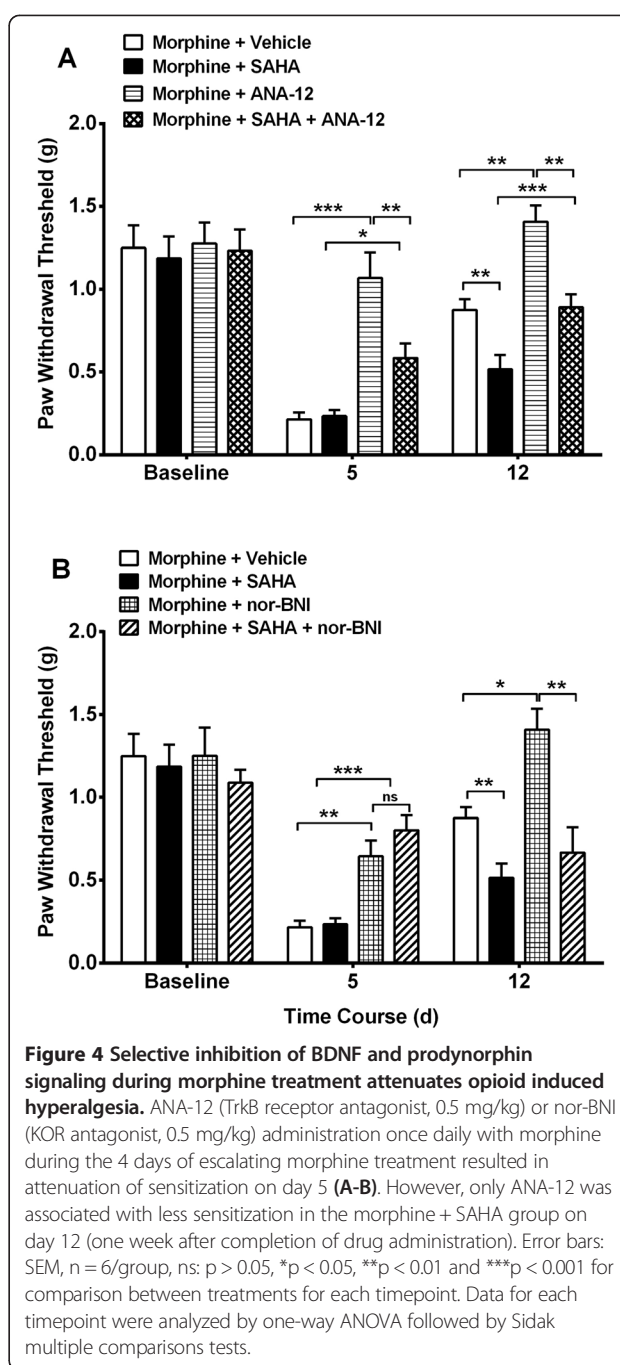 A
Morphine + Vehicle
Morphine + SAHA
Morphine + ANA-12
Morphine + SAHA + ANA-12
Paw Withdrawal Threshold (g)
2.0
1.5
1.0
0.5
0.0
*** ** *
** ** *** **
Baseline 5 12
B
Morphine + Vehicle
Morphine + SAHA
Morphine + nor-BNI
Morphine + SAHA + nor-BNI
Paw Withdrawal Threshold (g)
2.0
1.5
1.0
0.5
0.0
*** ** ns
* ** **
Baseline 5 12
Time Course (d)
Figure 4 Selective inhibition of BDNF and prodynorphin
signaling during morphine treatment attenuates opioid induced
hyperalgesia. ANA-12 (TrkB receptor antagonist, 0.5 mg/kg) or nor-BNI
(KOR antagonist, 0.5 mg/kg) administration once daily with morphine
during the 4 days of escalating morphine treatment resulted in
attenuation of sensitization on day 5 (A-B). However, only ANA-12 was
associated with less sensitization in the morphine + SAHA group on
day 12 (one week after completion of drug administration). Error bars:
SEM, n = 6/group, ns: p > 0.05, *p < 0.05, **p < 0.01 and ***p < 0.001 for
comparison between treatments for each timepoint. Data for each
timepoint were analyzed by one-way ANOVA followed by Sidak
multiple comparisons tests.